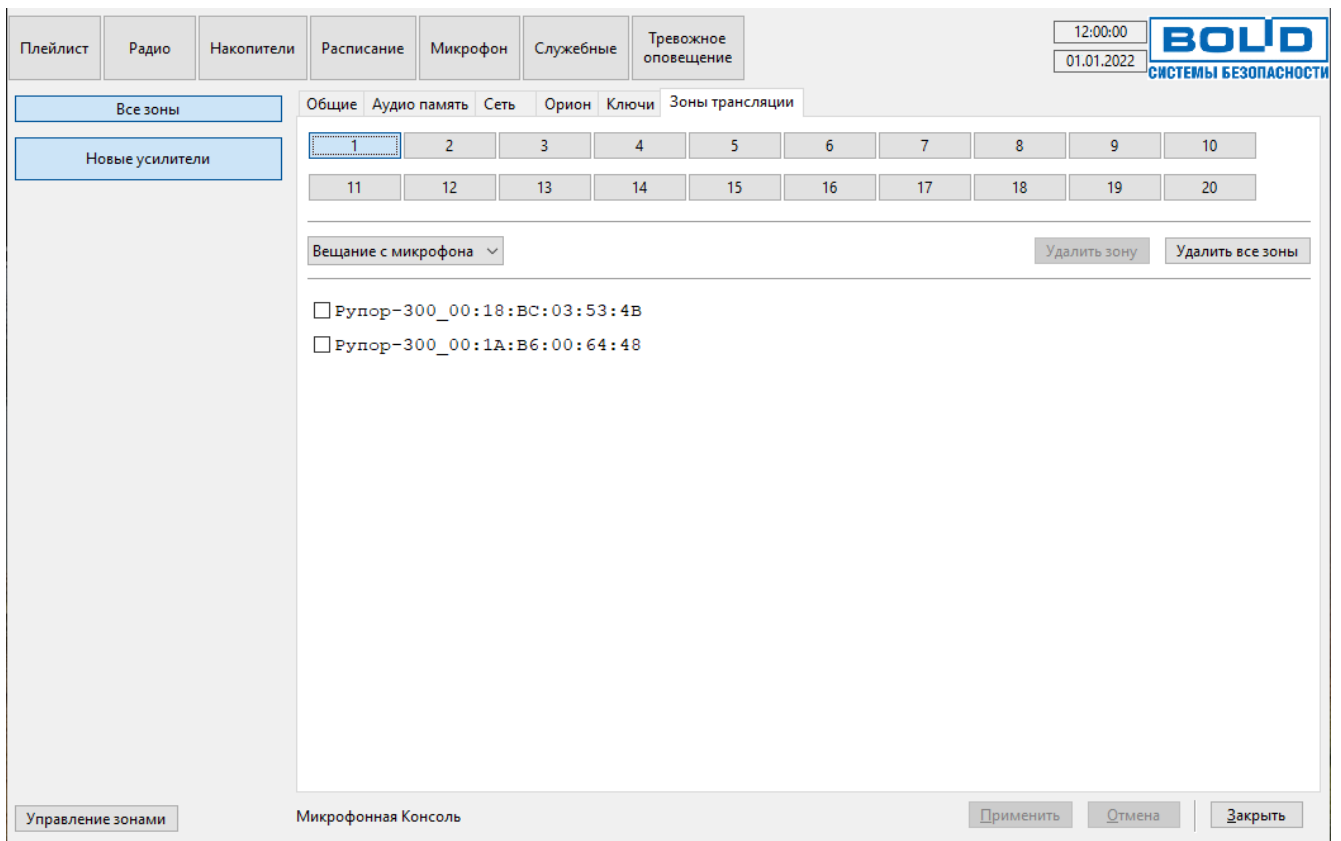 Плейлист
Радио
Накопители
Расписание
Микрофон
Служебные
Тревожное
оповещение
12:00:00
01.01.2022
BOLID
СИСТЕМЫ БЕЗОПАСНОСТИ
Все зоны
Новые усилители
Общие Аудио память Сеть Орион Ключи Зоны трансляции
1 2 3 4 5 6 7 8 9 10
11 12 13 14 15 16 17 18 19 20
Вещание с микрофона
Удалить зону
Удалить все зоны
Рупор-300_00:18:BC:03:53:4B
Рупор-300_00:1A:B6:00:64:48
Управление зонами
Микрофонная Консоль
Применить
Отмена
Закрыть